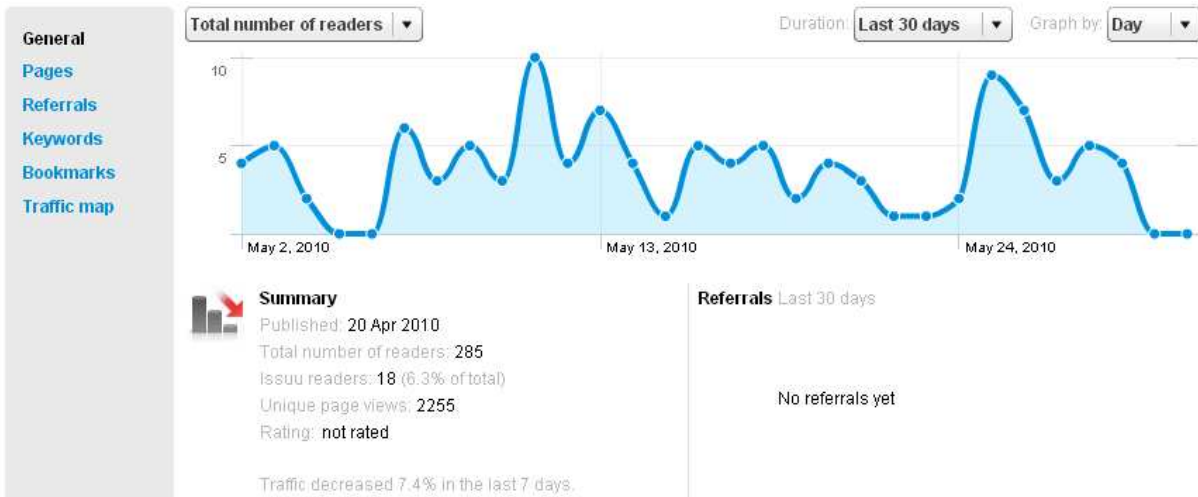 General
Pages
Referrals
Keywords
Bookmarks
Traffic map
Total number of readers
Duration: Last 30 days
Graph by: Day
10
5
May 2, 2010
May 13, 2010
May 24, 2010
Summary
Published: 20 Apr 2010
Total number of readers: 285
Issuu readers: 18 (6.3% of total)
Unique page views: 2255
Rating: not rated
Traffic decreased 7.4% in the last 7 days.
Referrals Last 30 days
No referrals yet